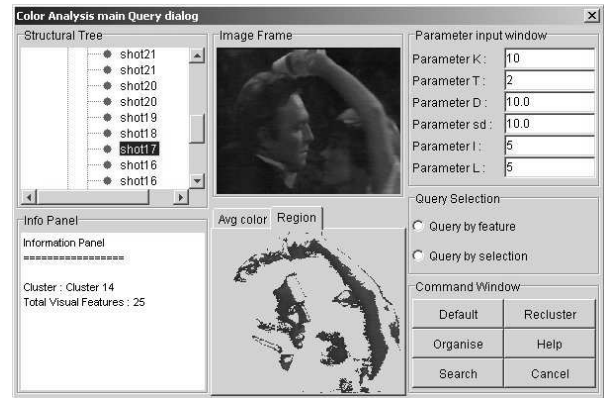 Color Analysis main Query dialog
Structural Tree
shot21
shot21
shot20
shot20
shot19
shot18
shot17
shot16
shot16
Image Frame
Parameter input window
Parameter K : 10
Parameter T : 2
Parameter D : 10.0
Parameter sd : 10.0
Parameter I : 5
Parameter L : 5
Info Panel
Information Panel
=================
Cluster : Cluster 14
Total Visual Features : 25
Avg color Region
Query Selection
Query by feature
Query by selection
Command Window
Default Recluster
Organise Help
Search Cancel